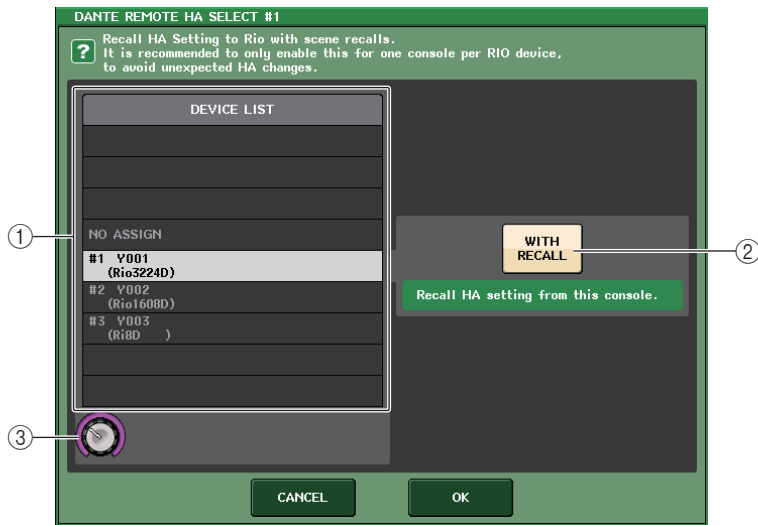 DANTE REMOTE HA SELECT #1
? Recall HA Setting to Rio with scene recalls.
It is recommended to only enable this for one console per RIO device,
to avoid unexpected HA changes.
DEVICE LIST
NO ASSIGN
#1 Y001
(Rio3224D)
#2 Y002
(Rio1608D)
#3 Y003
(Ri8D )
WITH
RECALL
Recall HA setting from this console.
CANCEL
OK
①
②
③